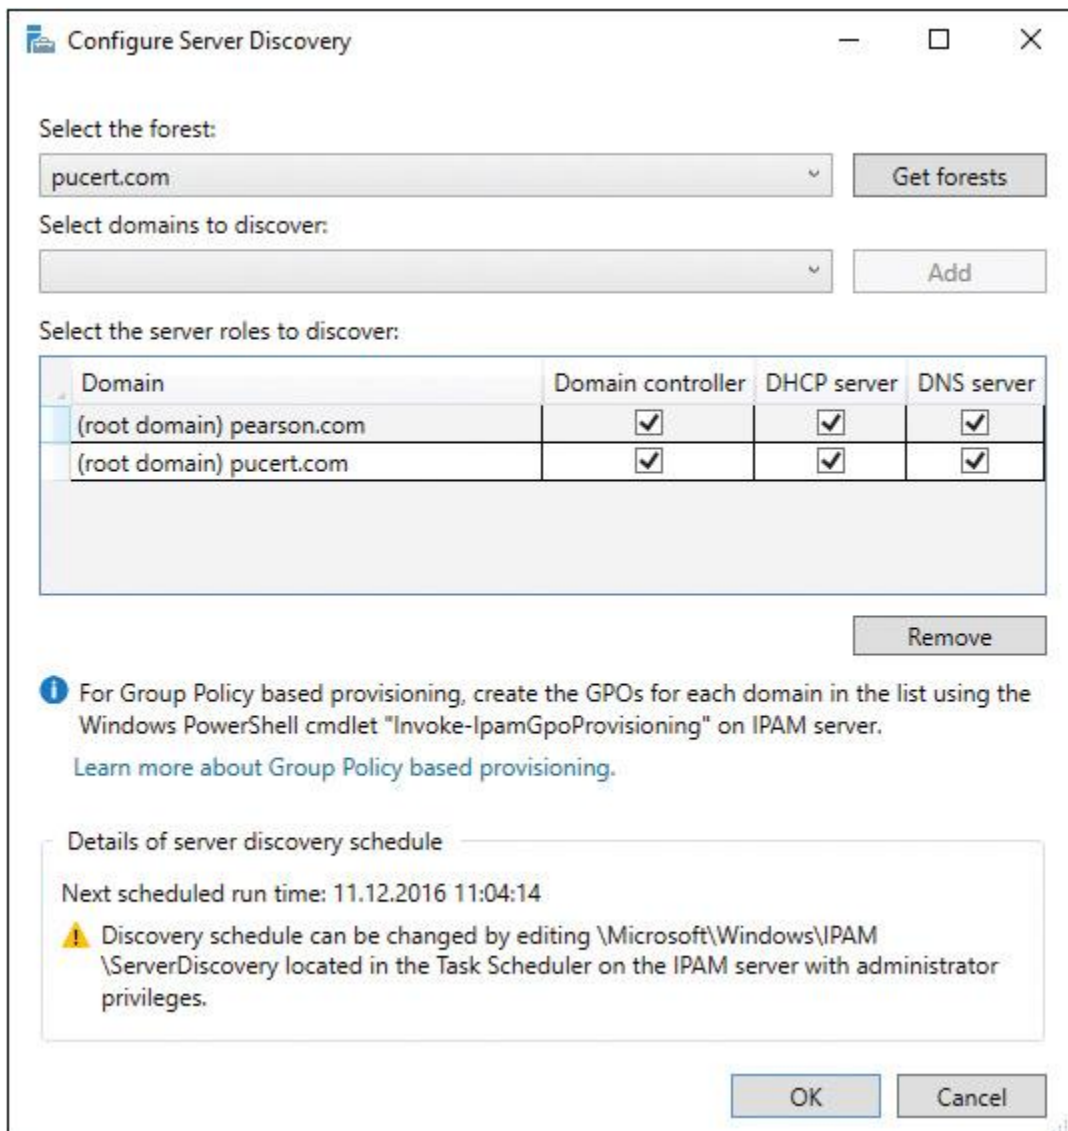 Configure Server Discovery
Select the forest:
pucert.com
Get forests
Select domains to discover:
Add
Select the server roles to discover:
Domain Domain controller DHCP server DNS server
(root domain) pearson.com
(root domain) pucert.com
Remove
For Group Policy based provisioning, create the GPOs for each domain in the list using the
Windows PowerShell cmdlet "Invoke-IpamGpoProvisioning" on IPAM server.
Learn more about Group Policy based provisioning.
Details of server discovery schedule
Next scheduled run time: 11.12.2016 11:04:14
Discovery schedule can be changed by editing \Microsoft\Windows\IPAM
\ServerDiscovery located in the Task Scheduler on the IPAM server with administrator
privileges.
OK Cancel